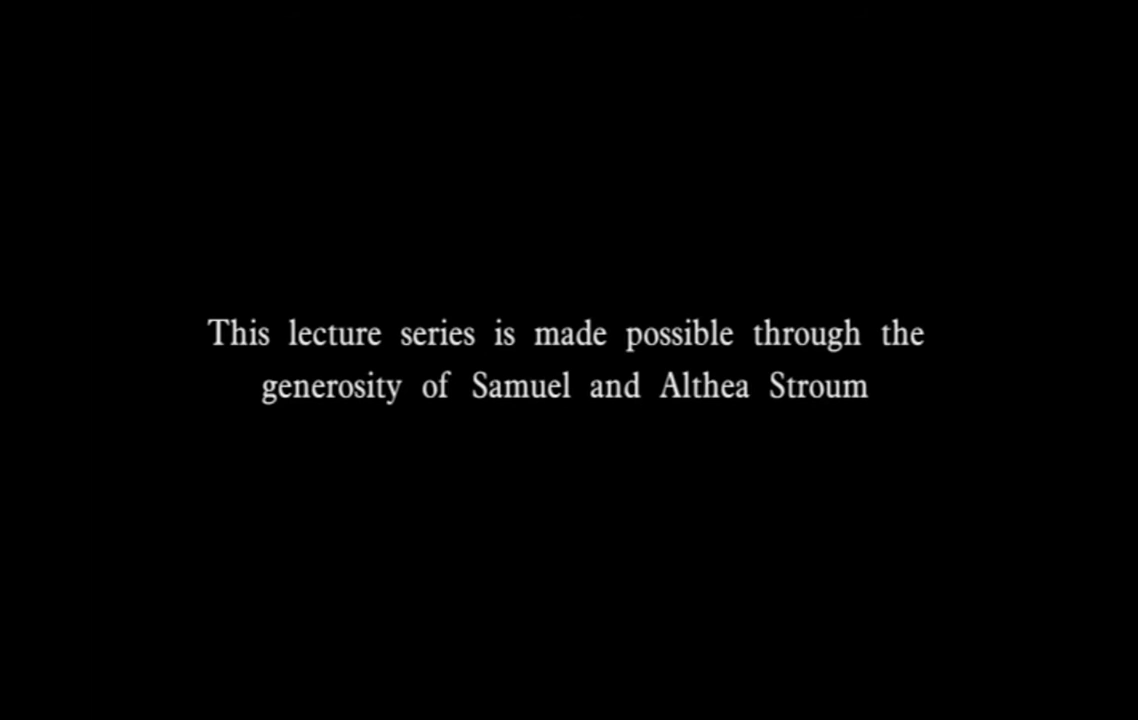 This lecture series is made possible through the
generosity of Samuel and Althea Stroum